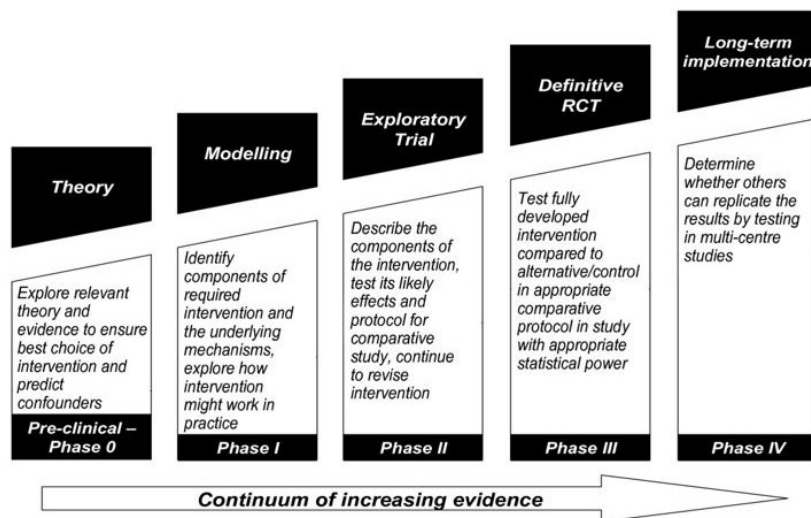 Theory
Explore relevant
theory and
evidence to ensure
best choice of
intervention and
predict
confounders
Pre-clinical –
Phase 0
Modelling
Identify
components of
required
intervention and
the underlying
mechanisms,
explore how
intervention
might work in
practice
Phase I
Exploratory
Trial
Describe the
components of
the intervention,
test its likely
effects and
protocol for
comparative
study, continue
to revise
intervention
Phase II
Definitive
RCT
Test fully
developed
intervention
compared to
alternative/control
in appropriate
comparative
protocol in study
with appropriate
statistical power
Phase III
Long-term
implementation
Determine
whether others
can replicate the
results by testing
in multi-centre
studies
Phase IV
Continuum of increasing evidence